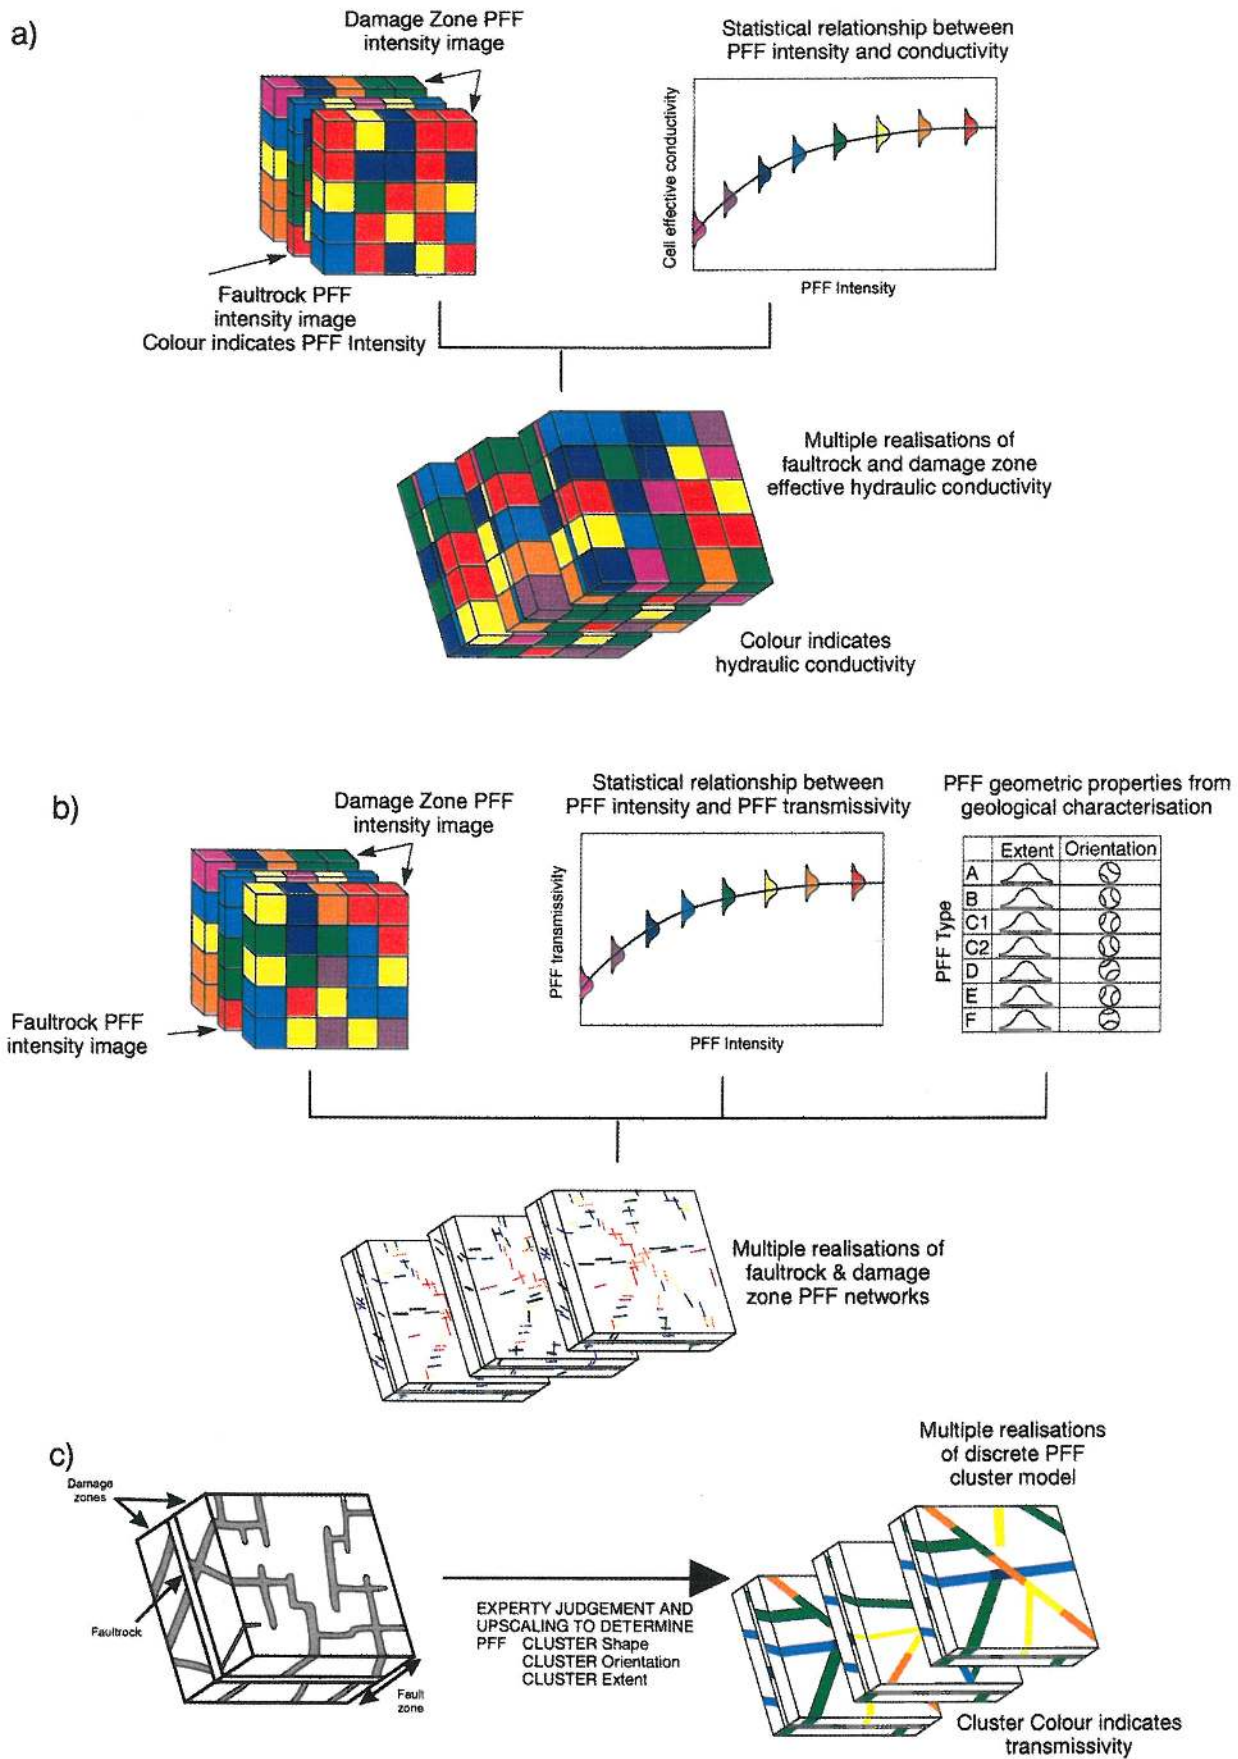 a)
Damage Zone PFF
intensity image
Statistical relationship between
PFF intensity and conductivity
Cell effective conductivity
PFF Intensity
Faultrock PFF
intensity image
Colour indicates PFF Intensity
Multiple realisations of
faultrock and damage zone
effective hydraulic conductivity
Colour indicates
hydraulic conductivity
b)
Damage Zone PFF
intensity image
Statistical relationship between
PFF intensity and PFF transmissivity
PFF geometric properties from
geological characterisation
PFF transmissivity
PFF Intensity
PFF Type
Extent Orientation
A
B
C1
C2
D
E
F
Faultrock PFF
intensity image
Multiple realisations of
faultrock & damage
zone PFF networks
c)
Damage
zones
Faultrock
Fault
zone
EXPERTY JUDGEMENT AND
UPSCALING TO DETERMINE
PFF CLUSTER Shape
CLUSTER Orientation
CLUSTER Extent
Multiple realisations
of discrete PFF
cluster model
Cluster Colour indicates
transmissivity